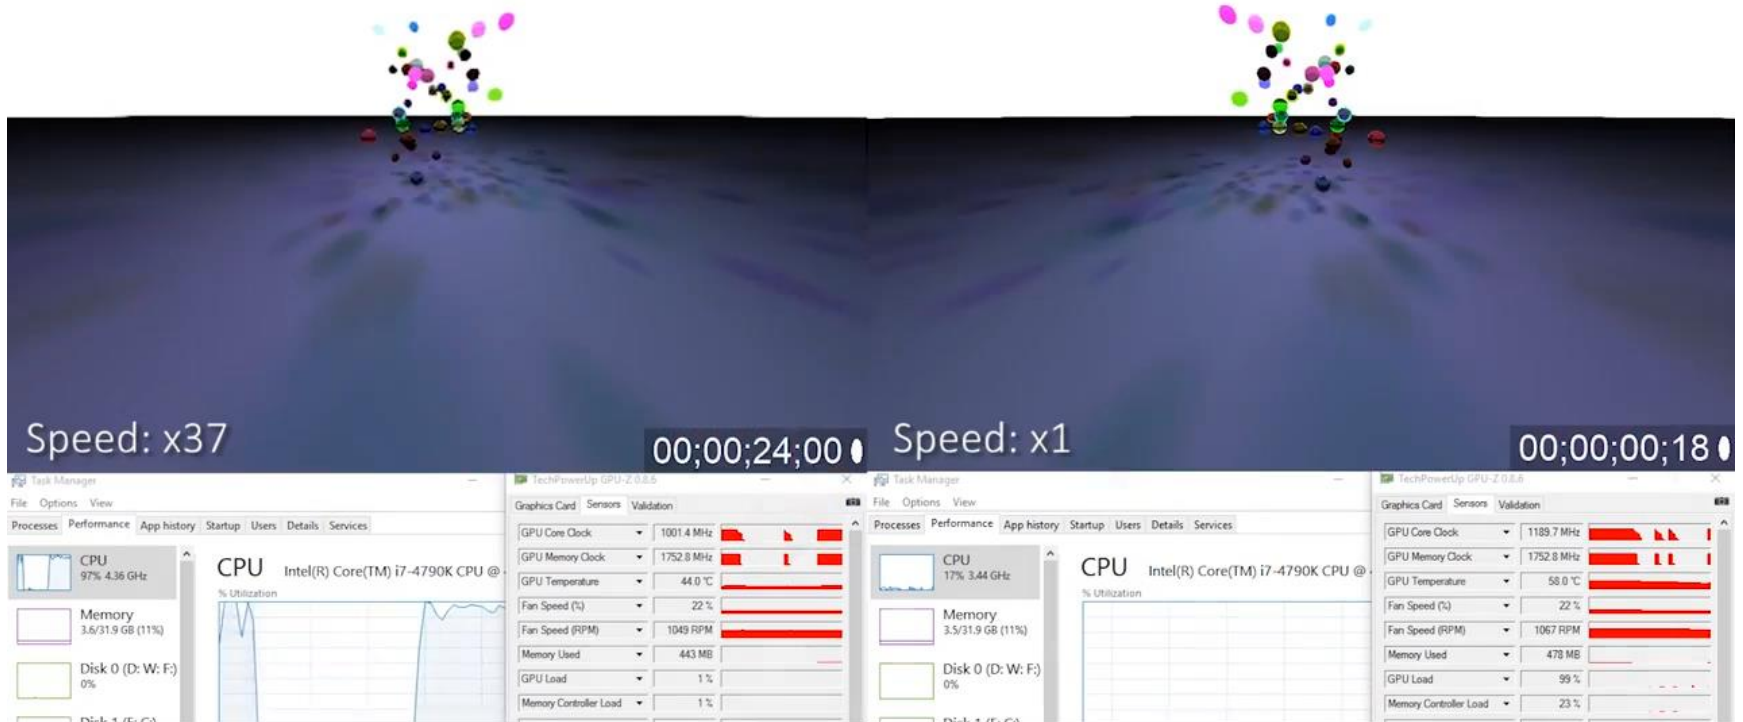 Speed: x37
00;00;24;00
Speed: x1
00;00;00;18
Task Manager
File Options View
Processes Performance App history Startup Users Details Services
CPU
97% 4.36 GHz
Memory
3.6/31.9 GB (11%)
Disk 0 (D: W: F:)
0%
CPU
Intel(R) Core(TM) i7-4790K CPU @
% Utilization
TechPowerUp GPU-Z 0.8.6
Graphics Card Sensors Validation
GPU Core Clock 1001.4 MHz
GPU Memory Clock 1752.8 MHz
GPU Temperature 44.0 °C
Fan Speed (%) 22 %
Fan Speed (RPM) 1049 RPM
Memory Used 443 MB
GPU Load 1 %
Memory Controller Load 1 %
Task Manager
File Options View
Processes Performance App history Startup Users Details Services
CPU
17% 3.44 GHz
Memory
3.5/31.9 GB (11%)
Disk 0 (D: W: F:)
0%
CPU
Intel(R) Core(TM) i7-4790K CPU @
% Utilization
TechPowerUp GPU-Z 0.8.6
Graphics Card Sensors Validation
GPU Core Clock 1189.7 MHz
GPU Memory Clock 1752.8 MHz
GPU Temperature 58.0 °C
Fan Speed (%) 22 %
Fan Speed (RPM) 1067 RPM
Memory Used 478 MB
GPU Load 99 %
Memory Controller Load 23 %